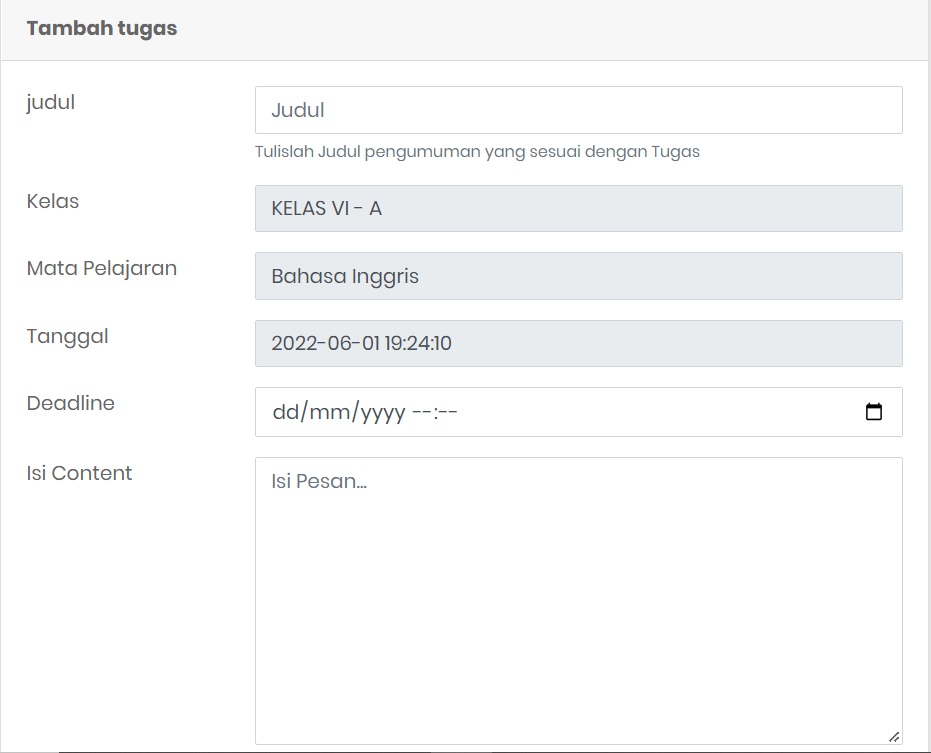 Tambah tugas
judul
Judul
Tulislah Judul pengumuman yang sesuai dengan Tugas
Kelas
KELAS VI - A
Mata Pelajaran
Bahasa Inggris
Tanggal
2022-06-01 19:24:10
Deadline
dd/mm/yyyy --:--
Isi Content
Isi Pesan...